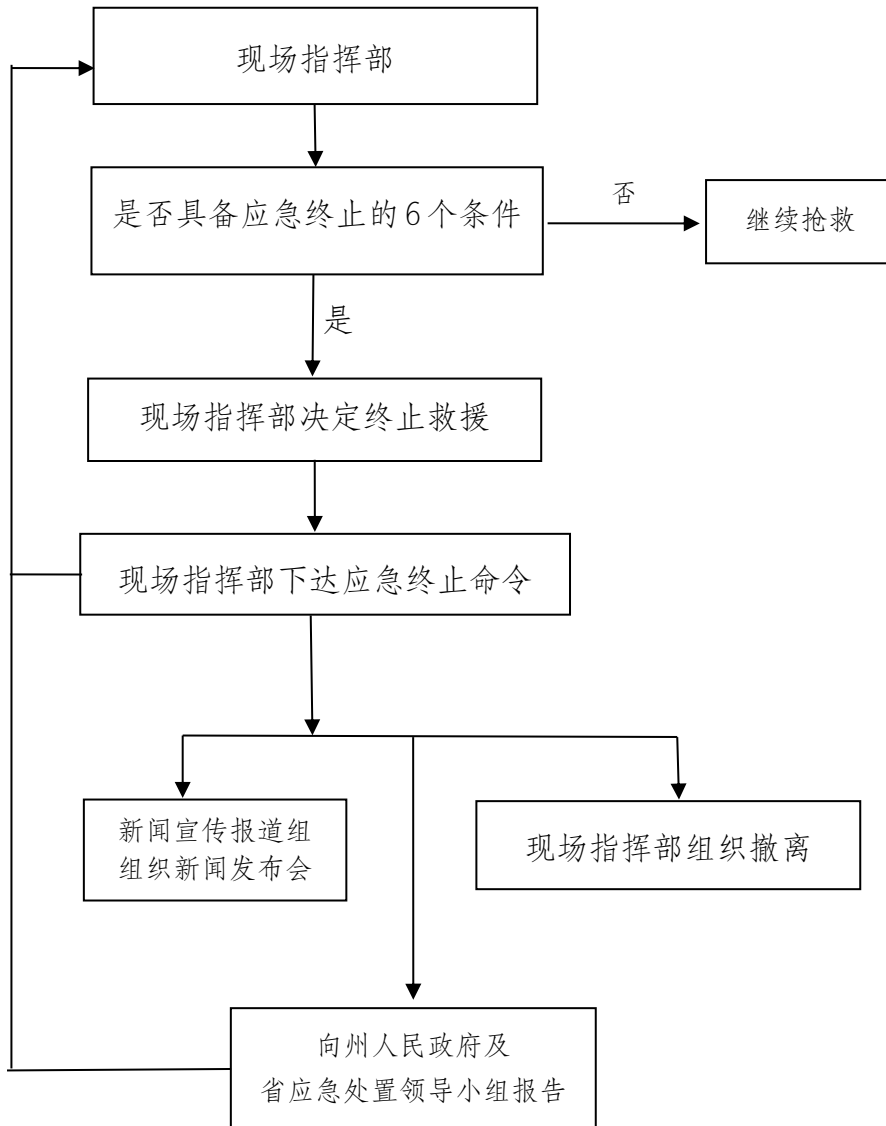 现场指挥部
是否具备应急终止的6个条件
否
继续抢救
是
现场指挥部决定终止救援
现场指挥部下达应急终止命令
新闻宣传报道组
组织新闻发布会
现场指挥部组织撤离
向州人民政府及
省应急处置领导小组报告